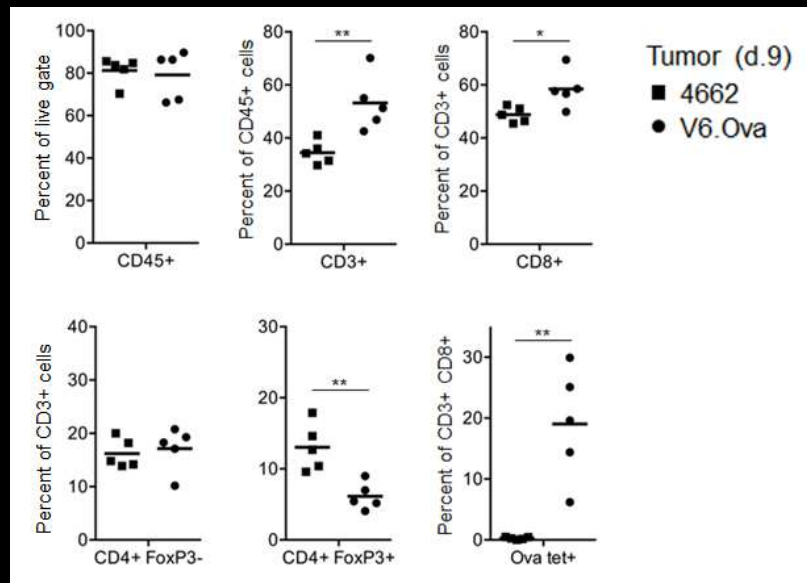 100
80
60
40
20
0
Percent of live gate
CD45+
80
60
40
20
0
Percent of CD45+ cells
**
CD3+
80
60
40
20
0
Percent of CD3+ cells
*
CD8+
Tumor (d.9)
4662
V6.Ova
40
30
20
10
0
Percent of CD3+ cells
CD4+ FoxP3-
30
20
10
0
**
CD4+ FoxP3+
30
20
10
0
Percent of CD3+ CD8+
**
Ova tet+